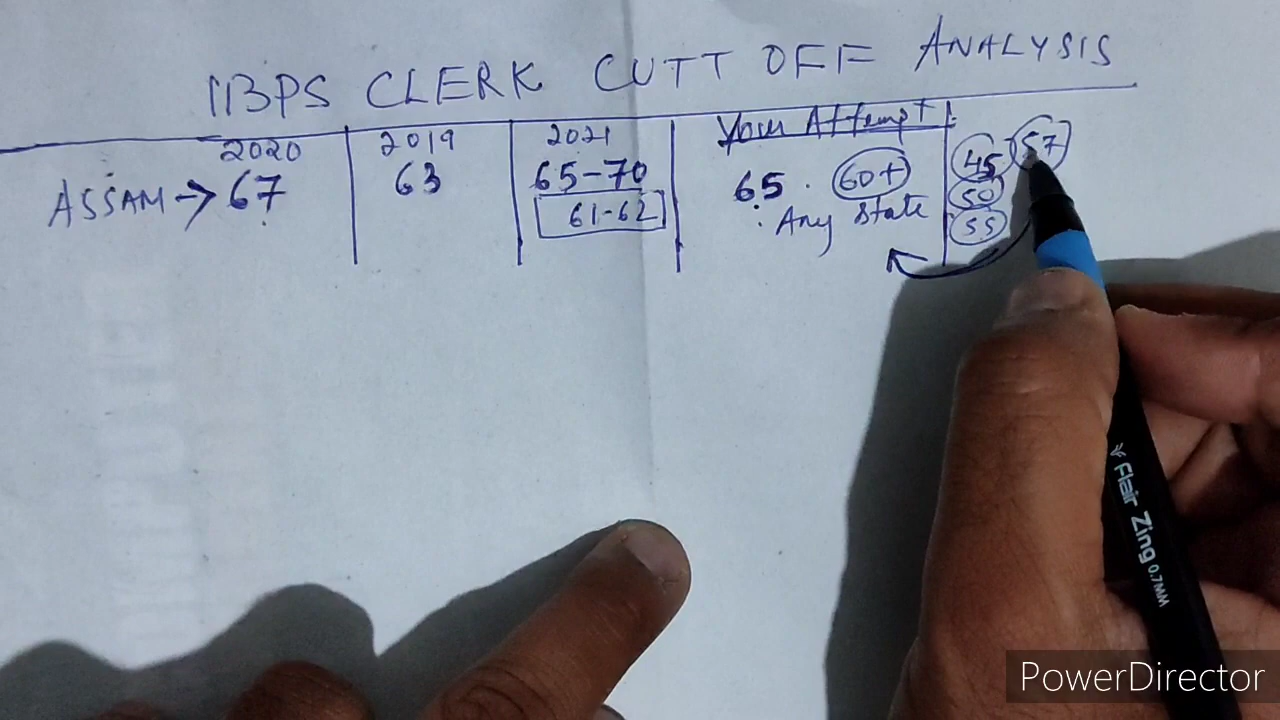 IBPS CLERK CUTT OFF ANALYSIS
2020 2019 2021 Your Attempt
ASSAM → 67 63 65-70 65 60+ 45 57
61-62 Any State 50
55
Flair Zing 0.7MM
PowerDirector